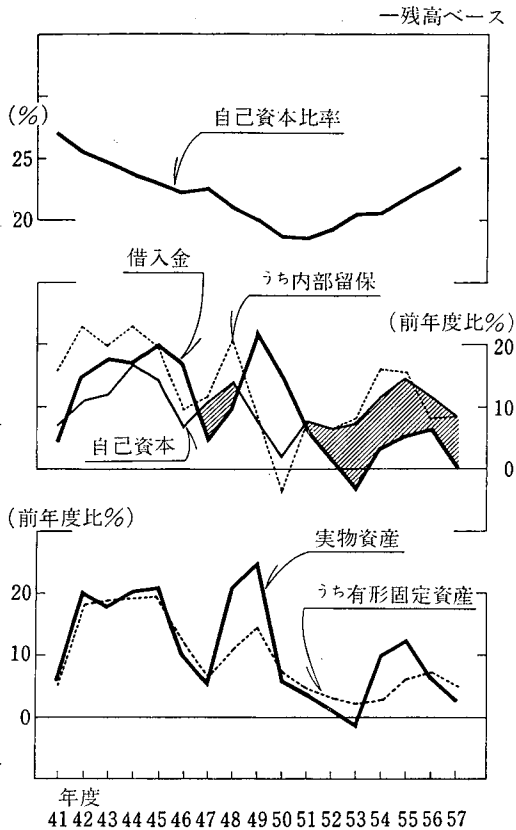 ―残高ベース
(%)
自己資本比率
25
20
借入金
うち内部留保
(前年度比%)
20
10
0
自己資本
(前年度比%)
実物資産
うち有形固定資産
20
10
0
年度
41 42 43 44 45 46 47 48 49 50 51 52 53 54 55 56 57